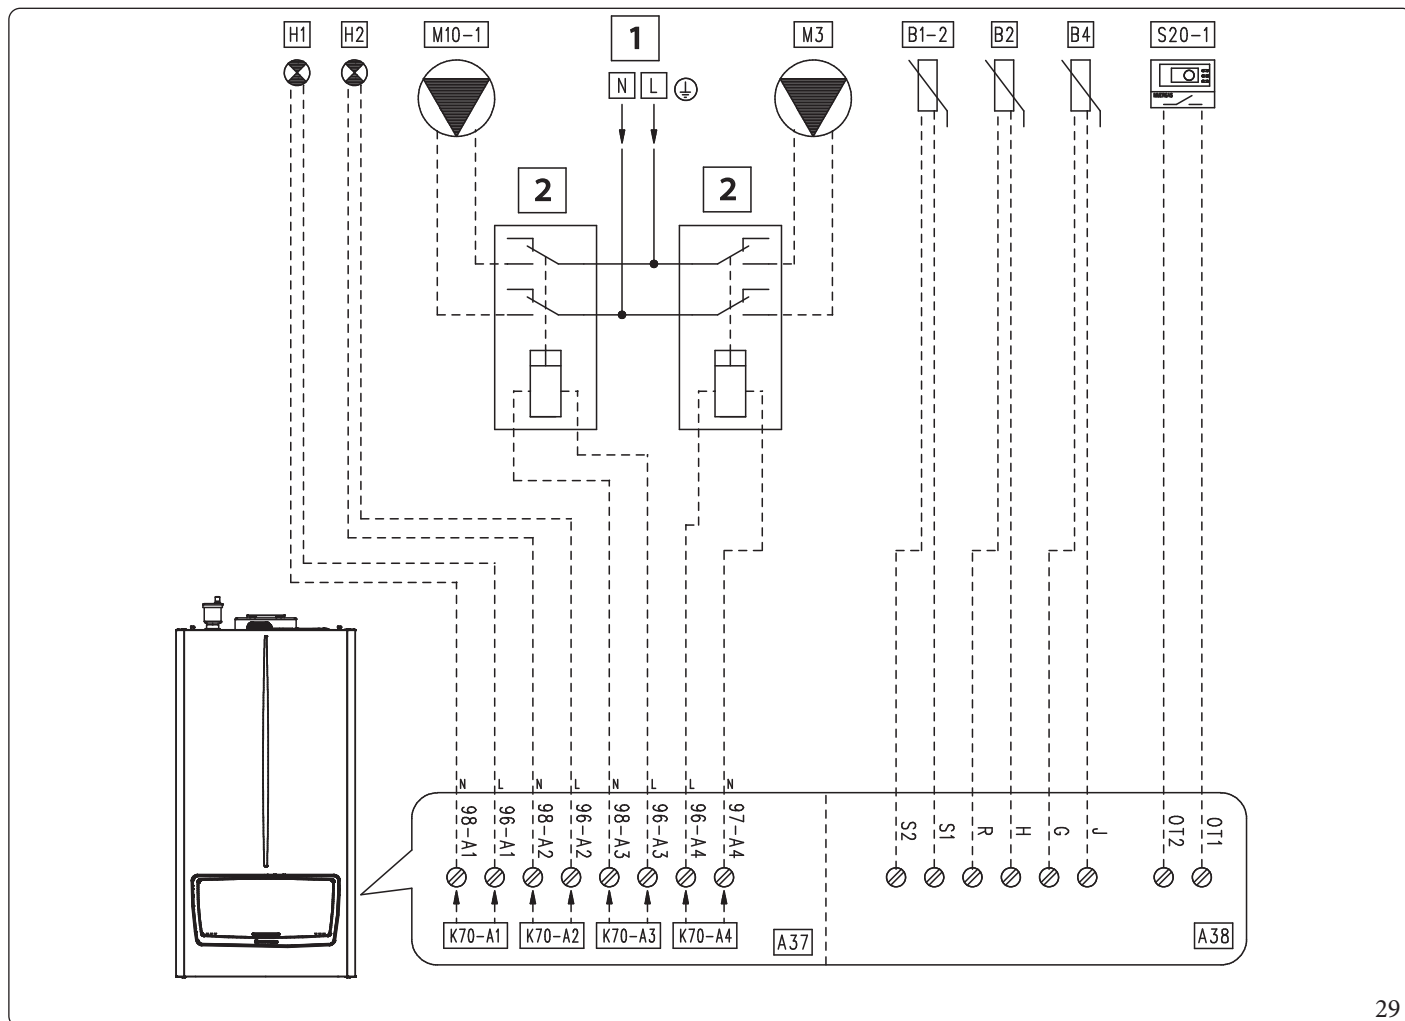 H1 H2 M10-1 1 M3 B1-2 B2 B4 S20-1
N L
2 2
N L N L N L L N
98-A1 96-A1 98-A2 96-A2 98-A3 96-A3 96-A4 97-A4 S2 S1 R H G J OT2 OT1
K70-A1 K70-A2 K70-A3 K70-A4 A37 A38
29